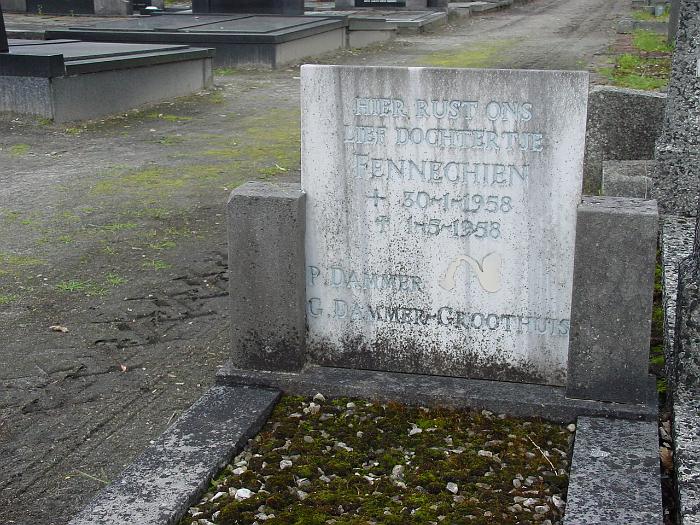 HIER RUST ONS
LIEF DOCHTERTJE
FENNECHIEN
30-1-1958
1-5-1958
P. DAMMER
G. DAMMER-GROOTHUIS